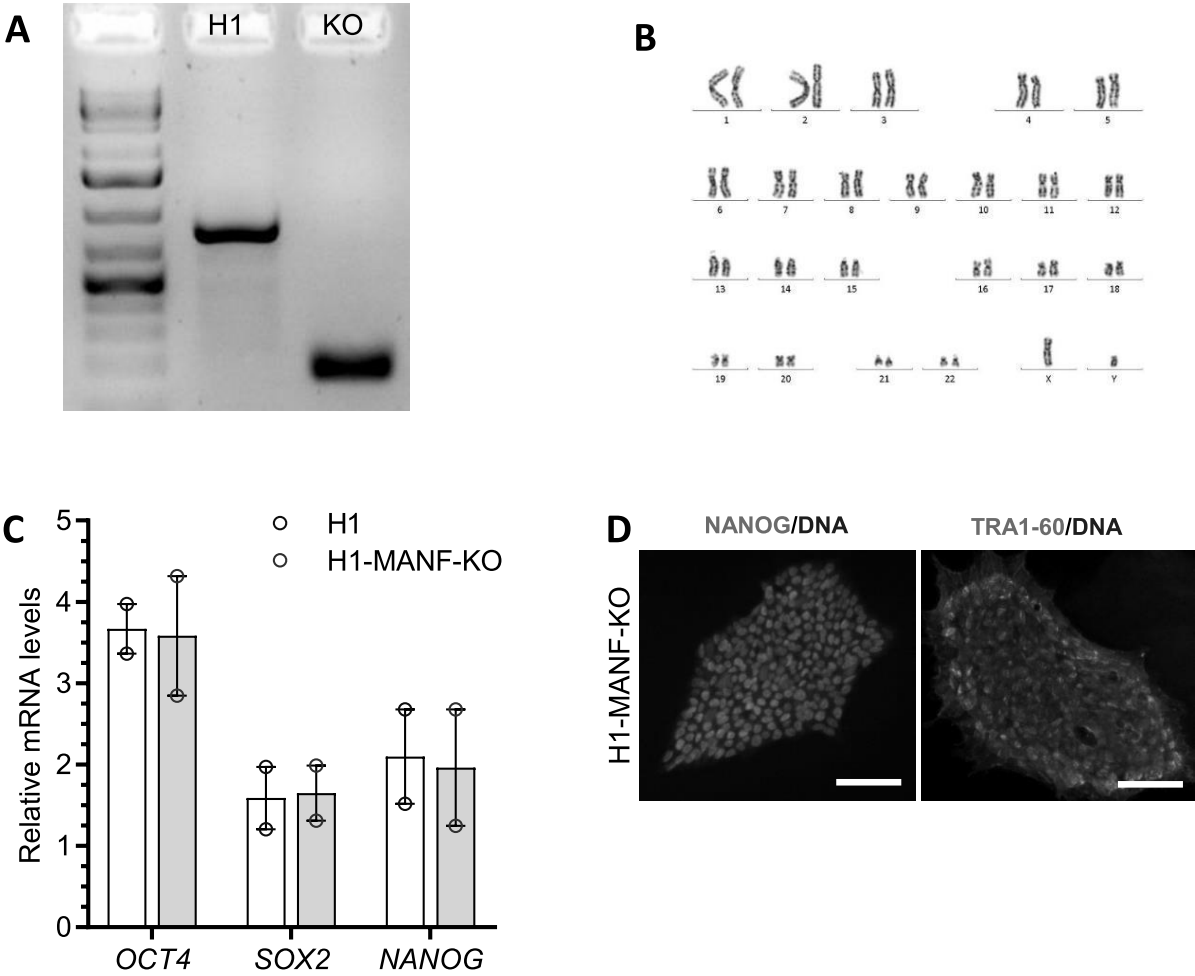 A
H1 KO
B
1 2 3 4 5
6 7 8 9 10 11 12
13 14 15 16 17 18
19 20 21 22 X Y
C
Relative mRNA levels
5
4
3
2
1
0
H1
H1-MANF-KO
OCT4 SOX2 NANOG
D
NANOG/DNA TRA1-60/DNA
H1-MANF-KO